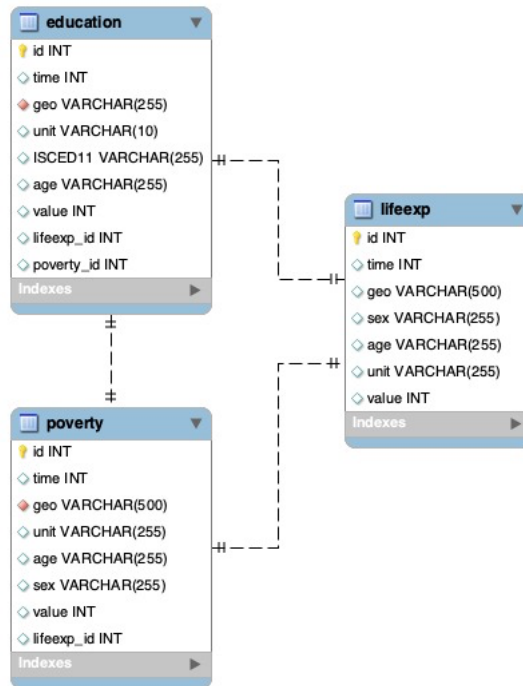 education
id INT
time INT
geo VARCHAR(255)
unit VARCHAR(10)
ISCED11 VARCHAR(255)
age VARCHAR(255)
value INT
lifeexp_id INT
poverty_id INT
Indexes
lifeexp
id INT
time INT
geo VARCHAR(500)
sex VARCHAR(255)
age VARCHAR(255)
unit VARCHAR(255)
value INT
Indexes
poverty
id INT
time INT
geo VARCHAR(500)
unit VARCHAR(255)
age VARCHAR(255)
sex VARCHAR(255)
value INT
lifeexp_id INT
Indexes